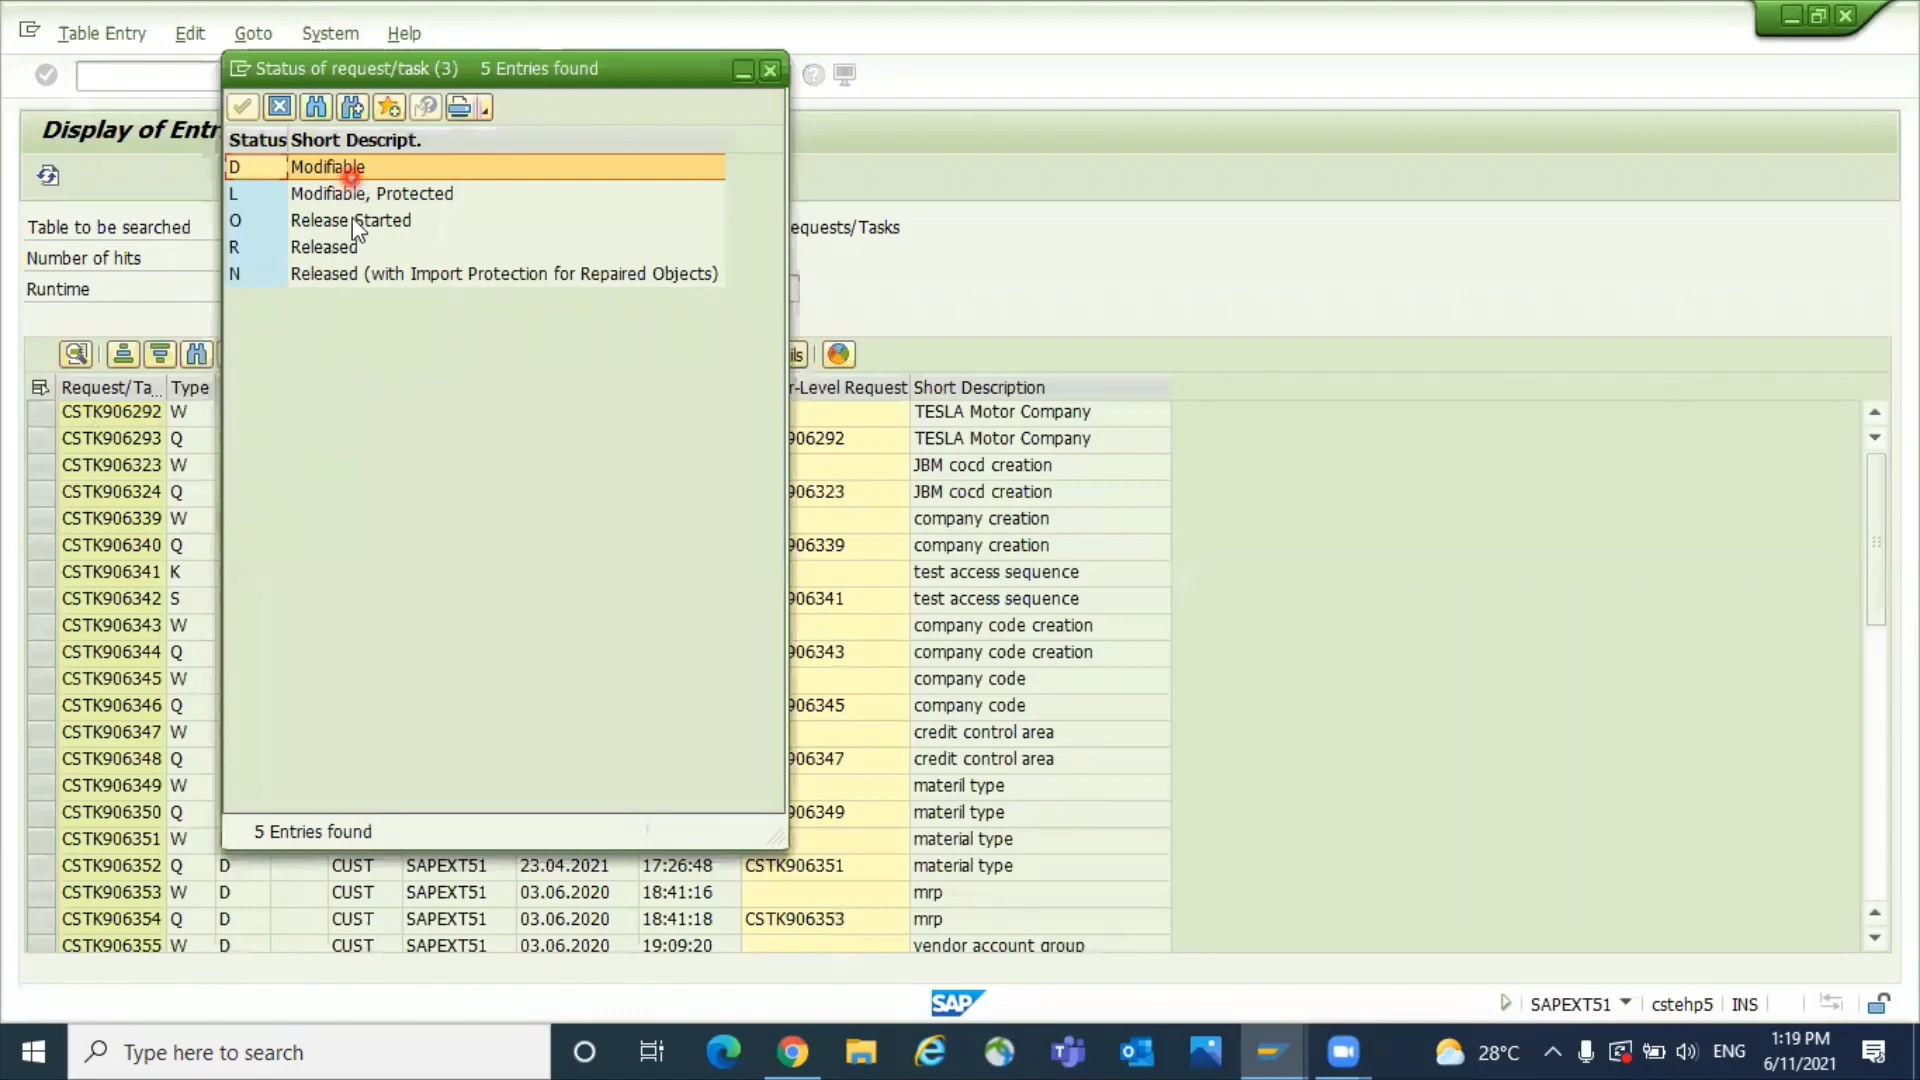 Table Entry Edit Goto System Help
Status of request/task (3) 5 Entries found
Display of Entr
Status Short Descript.
D Modifiable
L Modifiable, Protected
O Release Started
R Released
N Released (with Import Protection for Repaired Objects)
Table to be searched equests/Tasks
Number of hits
Runtime
ils
Request/Ta... Type r-Level Request Short Description
CSTK906292 W TESLA Motor Company
CSTK906293 Q 906292 TESLA Motor Company
CSTK906323 W JBM cocd creation
CSTK906324 Q 906323 JBM cocd creation
CSTK906339 W company creation
CSTK906340 Q 906339 company creation
CSTK906341 K test access sequence
CSTK906342 S 906341 test access sequence
CSTK906343 W company code creation
CSTK906344 Q 906343 company code creation
CSTK906345 W company code
CSTK906346 Q 906345 company code
CSTK906347 W credit control area
CSTK906348 Q 906347 credit control area
CSTK906349 W materil type
CSTK906350 Q 906349 materil type
CSTK906351 W material type
5 Entries found
CSTK906352 Q D CUST SAPEXT51 23.04.2021 17:26:48 CSTK906351 material type
CSTK906353 W D CUST SAPEXT51 03.06.2020 18:41:16 mrp
CSTK906354 Q D CUST SAPEXT51 03.06.2020 18:41:18 CSTK906353 mrp
CSTK906355 W D CUST SAPEXT51 03.06.2020 19:09:20 vendor account group
SAP
SAPEXT51 cstehp5 INS
Type here to search
28°C ENG 1:19 PM
6/11/2021